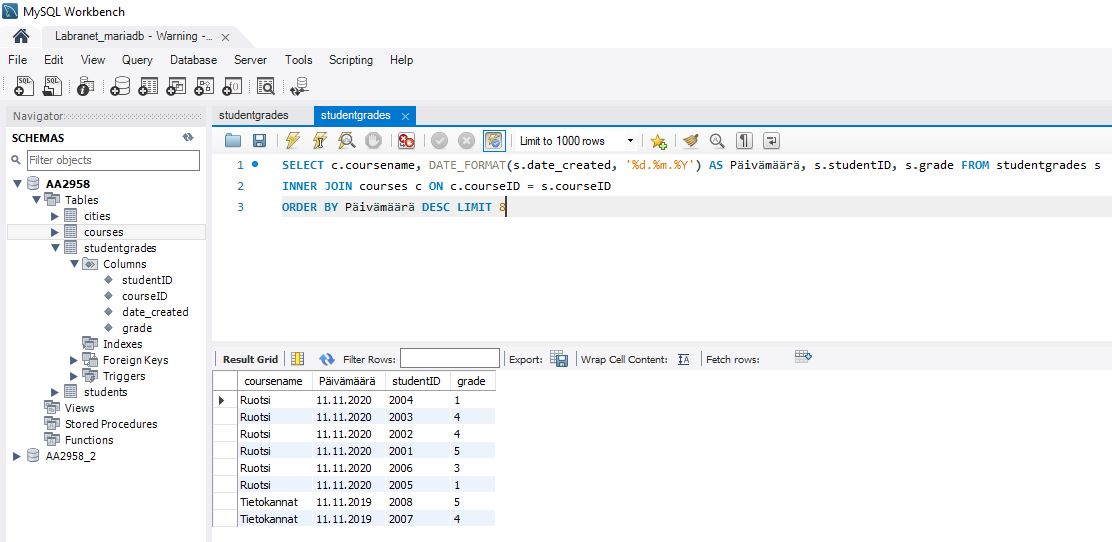 MySQL Workbench
Labranet_mariadb - Warning -...
File Edit View Query Database Server Tools Scripting Help
Navigator
SCHEMAS
Filter objects
AA2958
Tables
cities
courses
studentgrades
Columns
studentID
courseID
date_created
grade
Indexes
Foreign Keys
Triggers
students
Views
Stored Procedures
Functions
AA2958_2
studentgrades studentgrades
Limit to 1000 rows
1 SELECT c.coursename, DATE_FORMAT(s.date_created, '%d.%m.%Y') AS Päivämäärä, s.studentID, s.grade FROM studentgrades s
2 INNER JOIN courses c ON c.courseID = s.courseID
3 ORDER BY Päivämäärä DESC LIMIT 8
Result Grid Filter Rows: Export: Wrap Cell Content: Fetch rows:
coursename Päivämäärä studentID grade
Ruotsi 11.11.2020 2004 1
Ruotsi 11.11.2020 2003 4
Ruotsi 11.11.2020 2002 4
Ruotsi 11.11.2020 2001 5
Ruotsi 11.11.2020 2006 3
Ruotsi 11.11.2020 2005 1
Tietokannat 11.11.2019 2008 5
Tietokannat 11.11.2019 2007 4